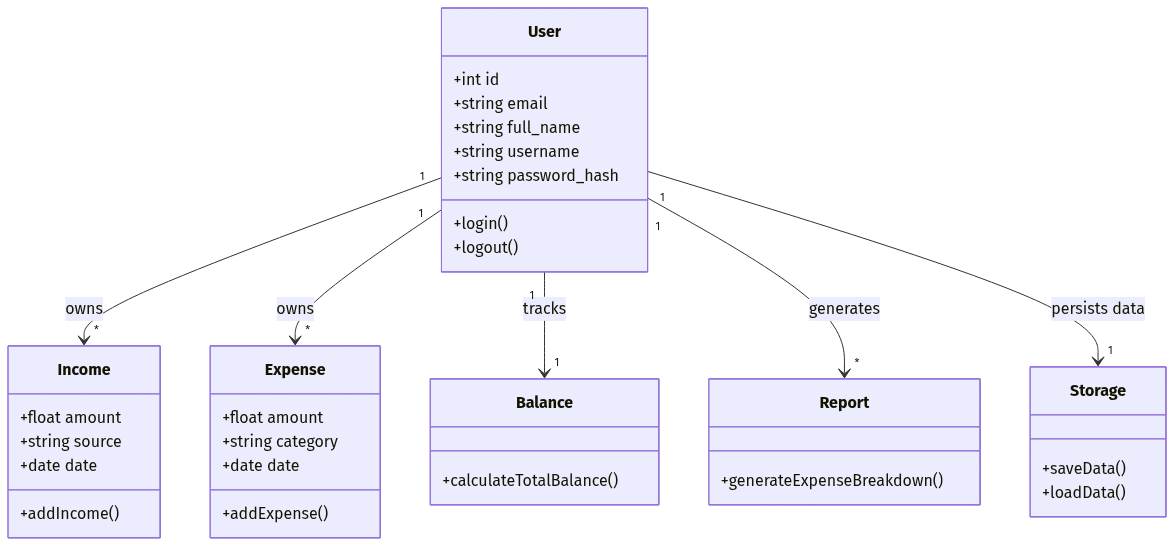 User
+int id
+string email
+string full_name
+string username
+string password_hash
+login()
+logout()
1
1
1
1
1
owns
owns
tracks
generates
persists data
*
*
1
*
1
Income
+float amount
+string source
+date date
+addIncome()
Expense
+float amount
+string category
+date date
+addExpense()
Balance
+calculateTotalBalance()
Report
+generateExpenseBreakdown()
Storage
+saveData()
+loadData()